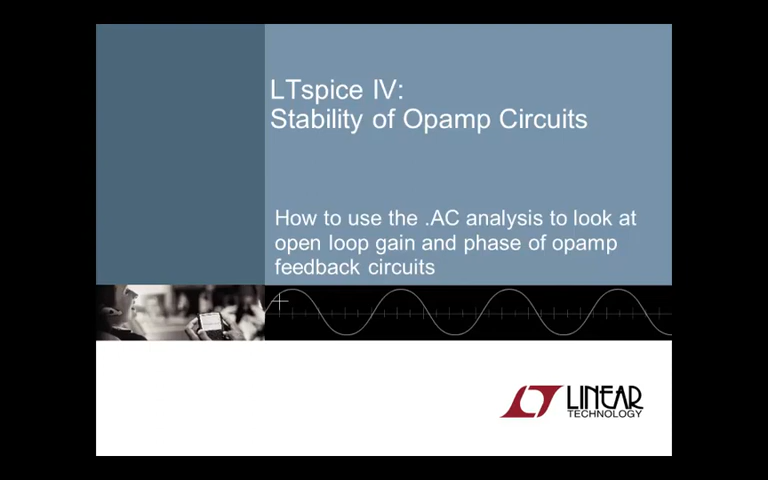 LTspice IV:
Stability of Opamp Circuits
How to use the .AC analysis to look at
open loop gain and phase of opamp
feedback circuits
LINEAR
TECHNOLOGY